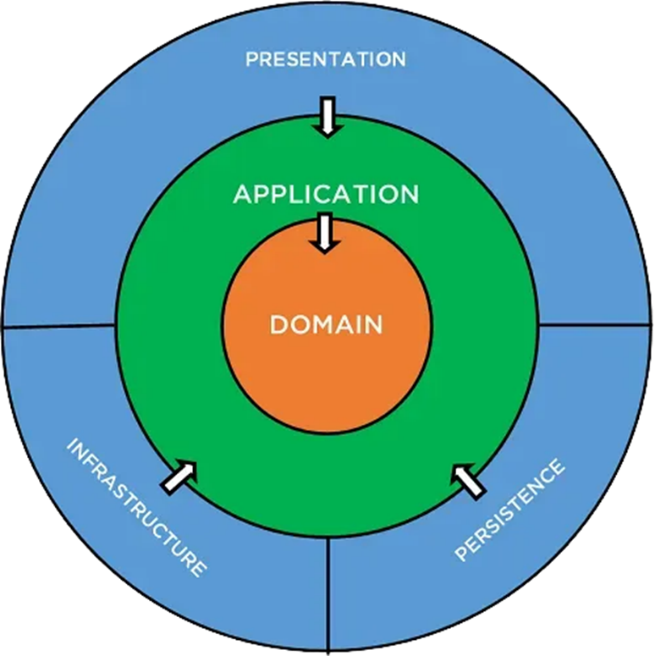 PRESENTATION
APPLICATION
DOMAIN
INFRASTRUCTURE
PERSISTENCE